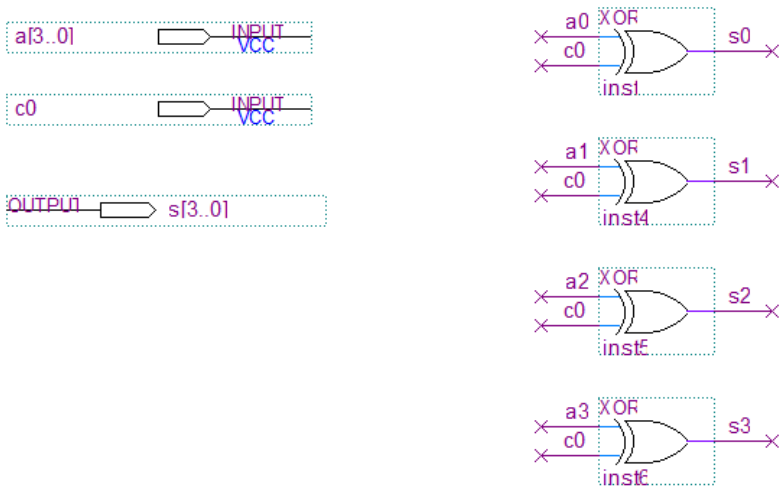 a[3..0]
INPUT
VCC
c0
INPUT
VCC
OUTPUT
s[3..0]
XOR
a0
c0
s0
inst
XOR
a1
c0
s1
inst4
XOR
a2
c0
s2
inst5
XOR
a3
c0
s3
inst6